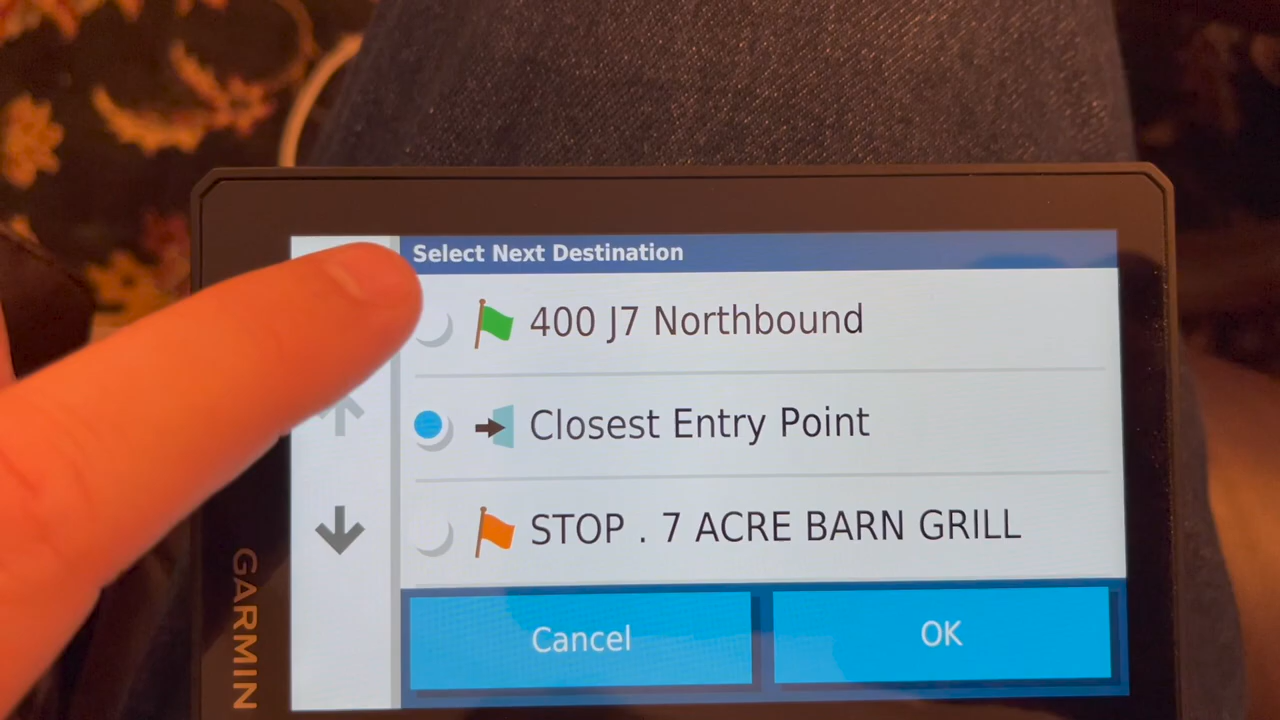 Select Next Destination
400 J7 Northbound
Closest Entry Point
STOP . 7 ACRE BARN GRILL
Cancel
OK
GARMIN